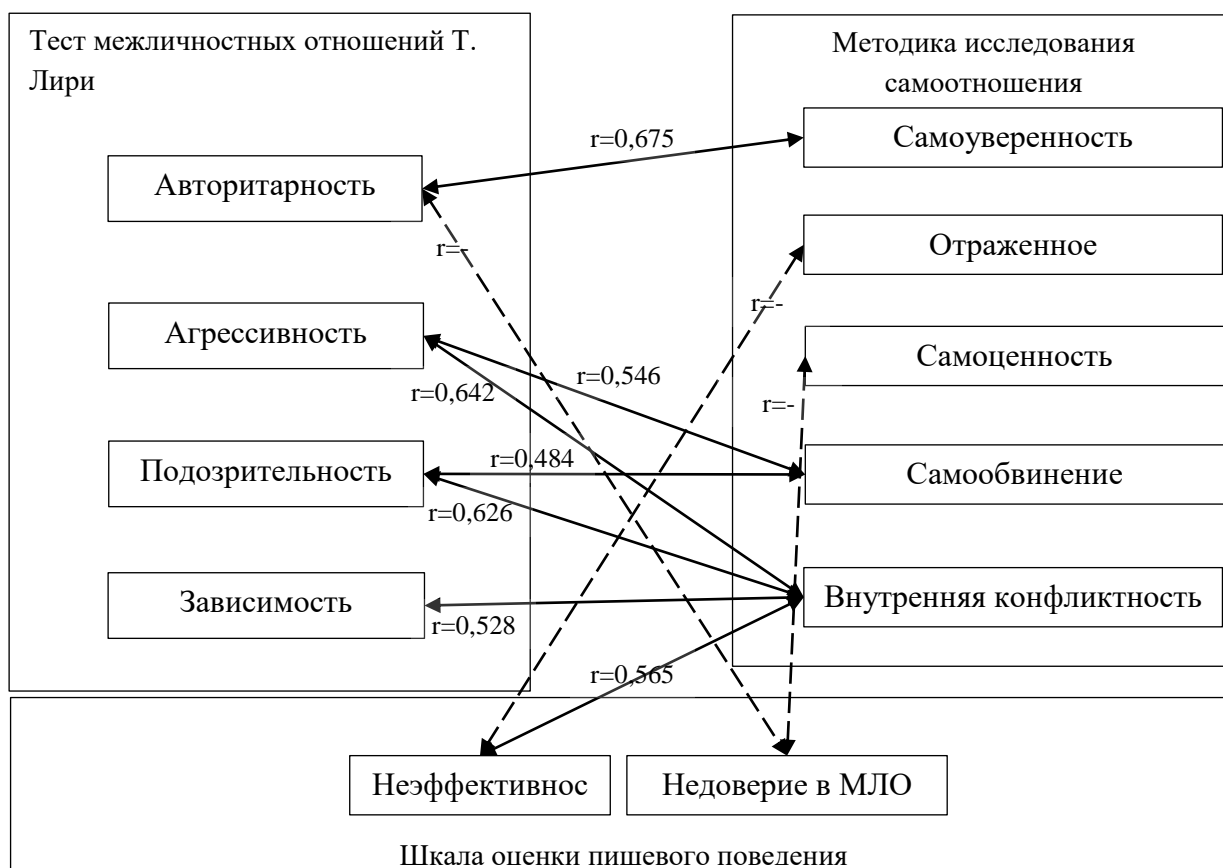 Тест межличностных отношений Т.
Лири
Методика исследования
самоотношения
Самоуверенность
r=0,675
Авторитарность
Отраженное
r=-
r=-
Агрессивность
Самоценность
r=0,546
r=0,642
r=-
Подозрительность
r=0,484
Самообвинение
r=0,626
Зависимость
Внутренняя конфликтность
r=0,528
r=0,565
Неэффективнос
Недоверие в МЛО
Шкала оценки пищевого поведения